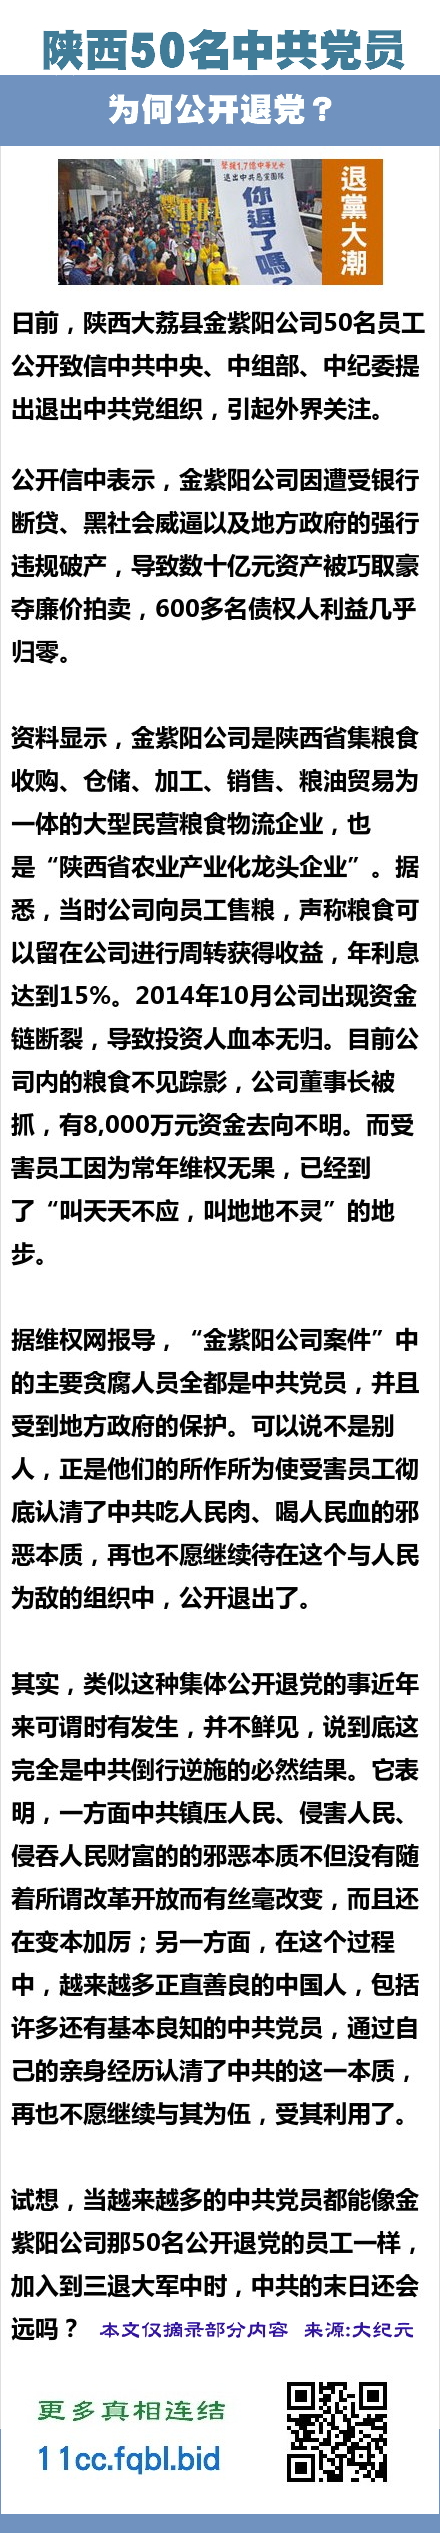 陕西50名中共党员
为何公开退党？
聲援1.7億中華兒女
退出中共惡黨團隊
你退了嗎?
退黨大潮
日前，陕西大荔县金紫阳公司50名员工
公开致信中共中央、中组部、中纪委提
出退出中共党组织，引起外界关注。
公开信中表示，金紫阳公司因遭受银行
断贷、黑社会威逼以及地方政府的强行
违规破产，导致数十亿元资产被巧取豪
夺廉价拍卖，600多名债权人利益几乎
归零。
资料显示，金紫阳公司是陕西省集粮食
收购、仓储、加工、销售、粮油贸易为
一体的大型民营粮食物流企业，也
是“陕西省农业产业化龙头企业”。据
悉，当时公司向员工售粮，声称粮食可
以留在公司进行周转获得收益，年利息
达到15%。2014年10月公司出现资金
链断裂，导致投资人血本无归。目前公
司内的粮食不见踪影，公司董事长被
抓，有8,000万元资金去向不明。而受
害员工因为常年维权无果，已经到
了“叫天天不应，叫地地不灵”的地
步。
据维权网报导，“金紫阳公司案件”中
的主要贪腐人员全都是中共党员，并且
受到地方政府的保护。可以说不是别
人，正是他们的所作所为使受害员工彻
底认清了中共吃人民肉、喝人民血的邪
恶本质，再也不愿继续待在这个与人民
为敌的组织中，公开退出了。
其实，类似这种集体公开退党的事近年
来可谓时有发生，并不鲜见，说到底这
完全是中共倒行逆施的必然结果。它表
明，一方面中共镇压人民、侵害人民、
侵吞人民财富的的邪恶本质不但没有随
着所谓改革开放而有丝毫改变，而且还
在变本加厉；另一方面，在这个过程
中，越来越多正直善良的中国人，包括
许多还有基本良知的中共党员，通过自
己的亲身经历认清了中共的这一本质，
再也不愿继续与其为伍，受其利用了。
试想，当越来越多的中共党员都能像金
紫阳公司那50名公开退党的员工一样，
加入到三退大军中时，中共的末日还会
远吗？ 本文仅摘录部分内容 来源:大纪元
更多真相连结
11cc.fqbl.bid